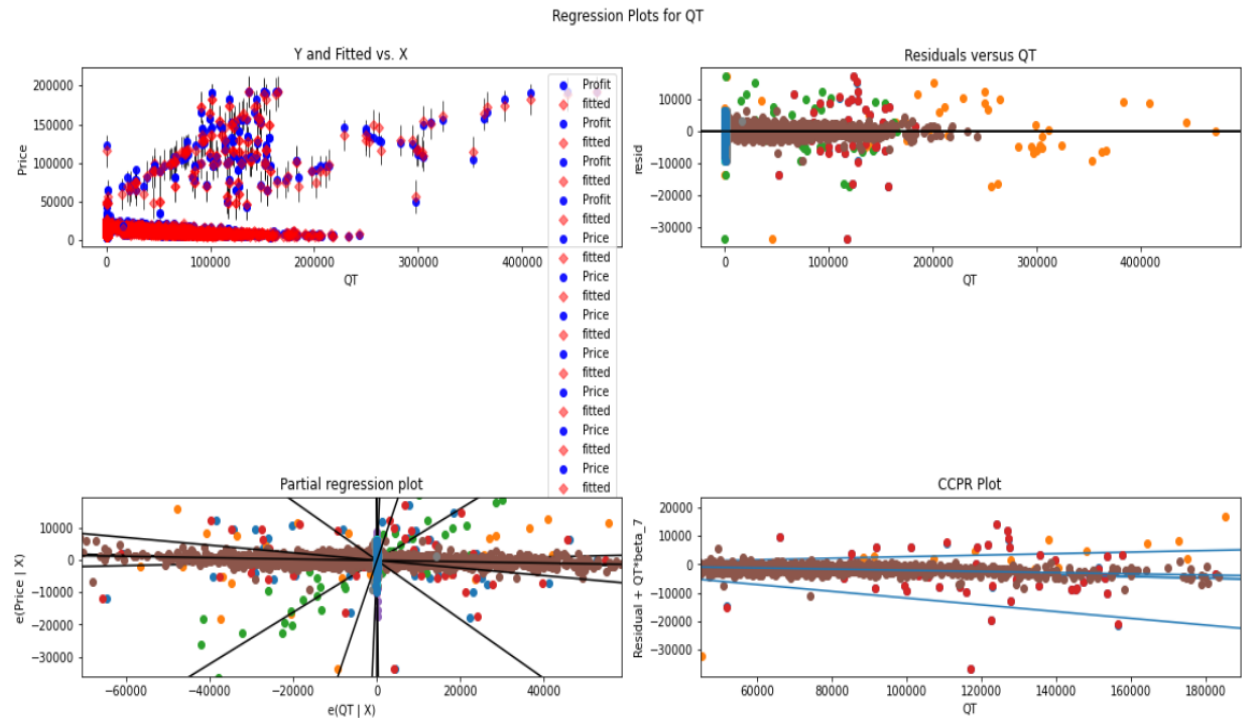 Regression Plots for QT
Y and Fitted vs. X
200000
150000
100000
50000
0
Price
0
100000
200000
300000
400000
QT
Profit
fitted
Profit
fitted
Profit
fitted
Profit
fitted
Price
fitted
Price
fitted
Price
fitted
Price
fitted
Price
fitted
Price
fitted
Price
fitted
Residuals versus QT
10000
0
−10000
−20000
−30000
resid
0
100000
200000
300000
400000
QT
Partial regression plot
10000
0
−10000
−20000
−30000
e(Price | X)
−60000
−40000
−20000
0
20000
40000
e(QT | X)
CCPR Plot
20000
10000
0
−10000
−20000
−30000
Residual + QT*beta_7
60000
80000
100000
120000
140000
160000
180000
QT